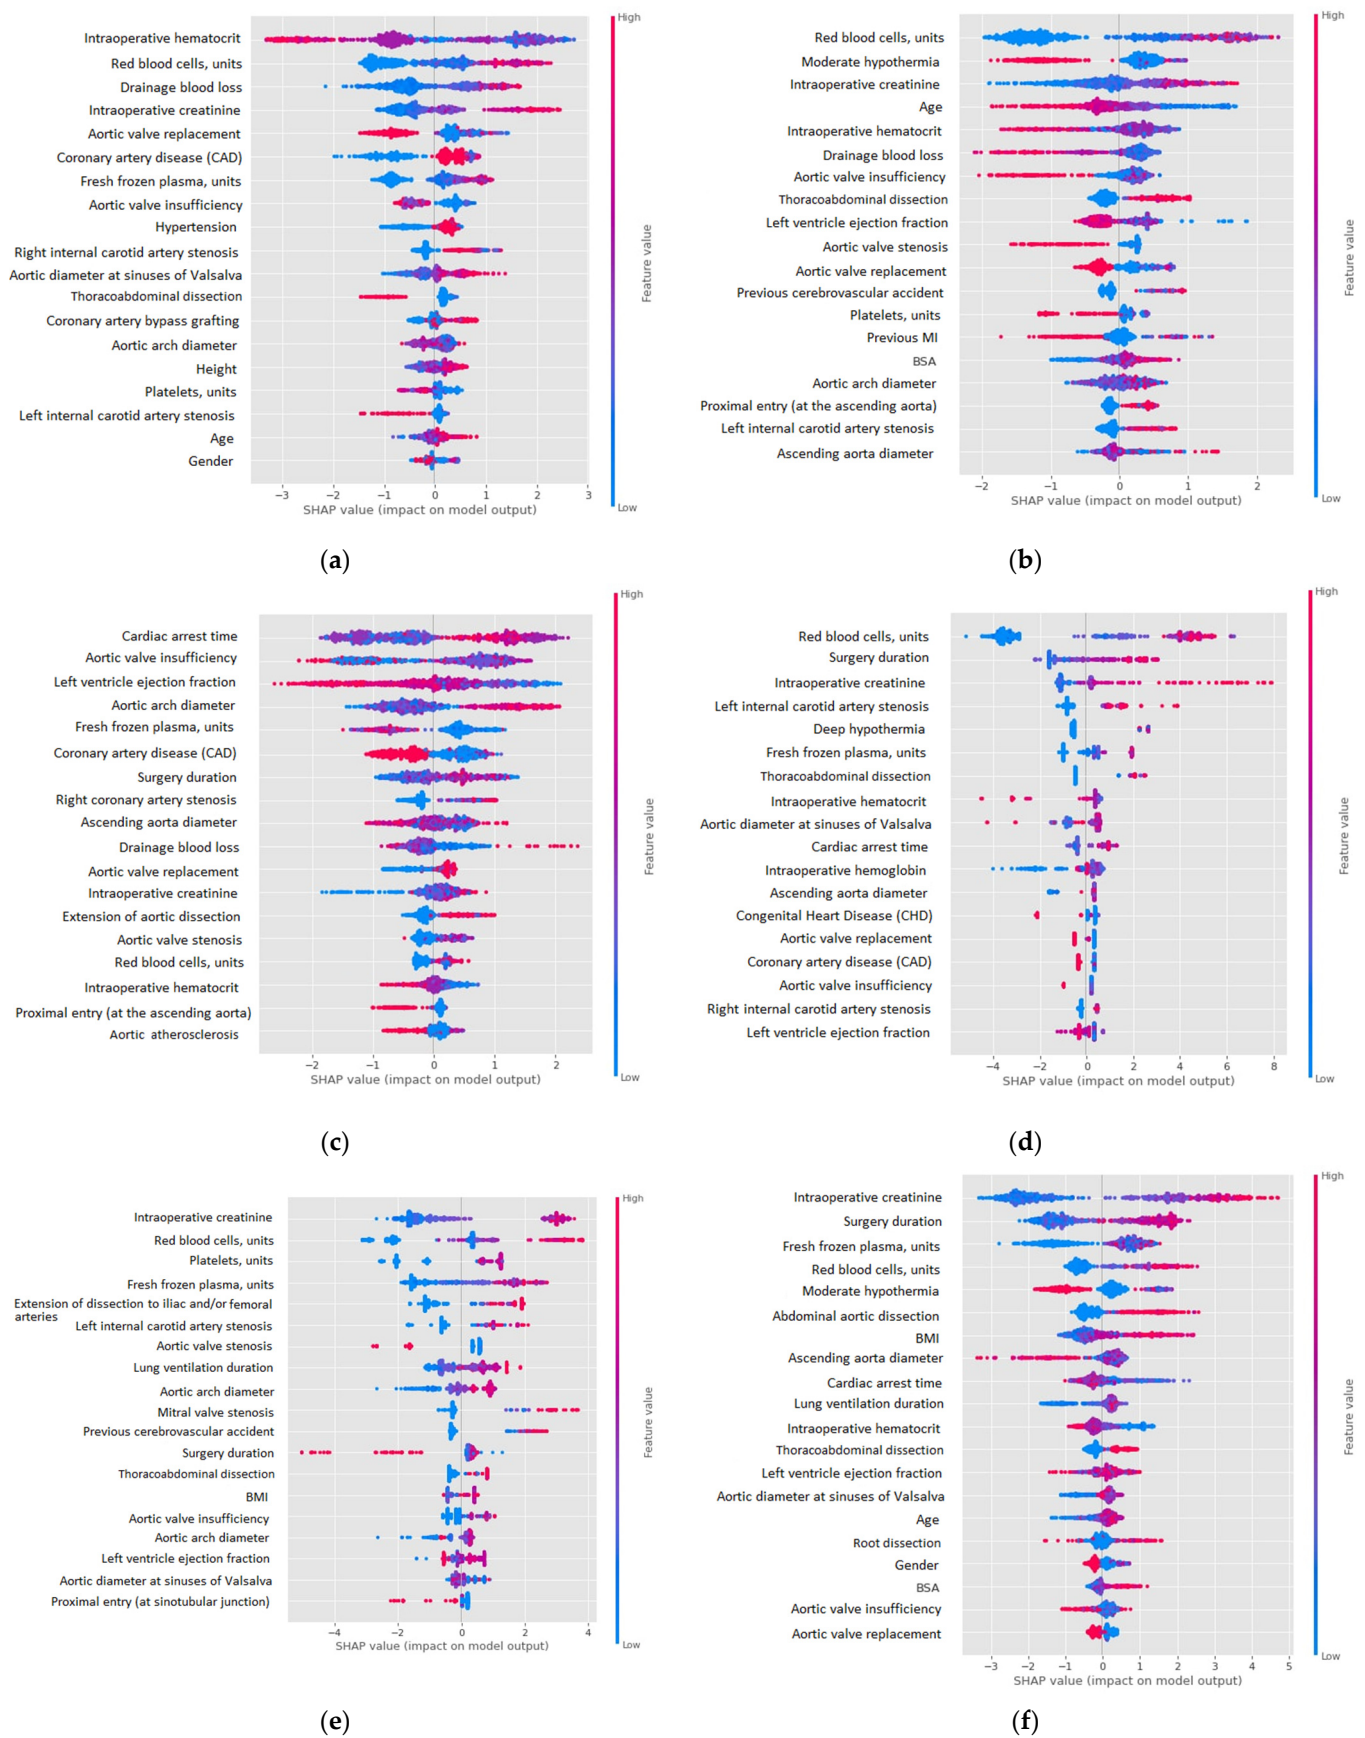 High
Intraoperative hematocrit
Red blood cells, units
Drainage blood loss
Intraoperative creatinine
Aortic valve replacement
Coronary artery disease (CAD)
Fresh frozen plasma, units
Aortic valve insufficiency
Hypertension
Right internal carotid artery stenosis
Aortic diameter at sinuses of Valsalva
Thoracoabdominal dissection
Coronary artery bypass grafting
Aortic arch diameter
Height
Platelets, units
Left internal carotid artery stenosis
Age
Gender
Feature value
Low
−3 −2 −1 0 1 2 3
SHAP value (impact on model output)
(a)
High
Red blood cells, units
Moderate hypothermia
Intraoperative creatinine
Age
Intraoperative hematocrit
Drainage blood loss
Aortic valve insufficiency
Thoracoabdominal dissection
Left ventricle ejection fraction
Aortic valve stenosis
Aortic valve replacement
Previous cerebrovascular accident
Platelets, units
Previous MI
BSA
Aortic arch diameter
Proximal entry (at the ascending aorta)
Left internal carotid artery stenosis
Ascending aorta diameter
Feature value
Low
−2 −1 0 1 2
SHAP value (impact on model output)
(b)
High
Cardiac arrest time
Aortic valve insufficiency
Left ventricle ejection fraction
Aortic arch diameter
Fresh frozen plasma, units
Coronary artery disease (CAD)
Surgery duration
Right coronary artery stenosis
Ascending aorta diameter
Drainage blood loss
Aortic valve replacement
Intraoperative creatinine
Extension of aortic dissection
Aortic valve stenosis
Red blood cells, units
Intraoperative hematocrit
Proximal entry (at the ascending aorta)
Aortic atherosclerosis
Feature value
Low
−2 −1 0 1 2
SHAP value (impact on model output)
(c)
High
Red blood cells, units
Surgery duration
Intraoperative creatinine
Left internal carotid artery stenosis
Deep hypothermia
Fresh frozen plasma, units
Thoracoabdominal dissection
Intraoperative hematocrit
Aortic diameter at sinuses of Valsalva
Cardiac arrest time
Intraoperative hemoglobin
Ascending aorta diameter
Congenital Heart Disease (CHD)
Aortic valve replacement
Coronary artery disease (CAD)
Aortic valve insufficiency
Right internal carotid artery stenosis
Left ventricle ejection fraction
Feature value
Low
−4 −2 0 2 4 6 8
SHAP value (impact on model output)
(d)
High
Intraoperative creatinine
Red blood cells, units
Platelets, units
Fresh frozen plasma, units
Extension of dissection to iliac and/or femoral
arteries
Left internal carotid artery stenosis
Aortic valve stenosis
Lung ventilation duration
Aortic arch diameter
Mitral valve stenosis
Previous cerebrovascular accident
Surgery duration
Thoracoabdominal dissection
BMI
Aortic valve insufficiency
Aortic arch diameter
Left ventricle ejection fraction
Aortic diameter at sinuses of Valsalva
Proximal entry (at sinotubular junction)
Feature value
Low
−4 −2 0 2 4
SHAP value (impact on model output)
(e)
High
Intraoperative creatinine
Surgery duration
Fresh frozen plasma, units
Red blood cells, units
Moderate hypothermia
Abdominal aortic dissection
BMI
Ascending aorta diameter
Cardiac arrest time
Lung ventilation duration
Intraoperative hematocrit
Thoracoabdominal dissection
Left ventricle ejection fraction
Aortic diameter at sinuses of Valsalva
Age
Root dissection
Gender
BSA
Aortic valve insufficiency
Aortic valve replacement
Feature value
Low
−3 −2 −1 0 1 2 3 4 5
SHAP value (impact on model output)
(f)